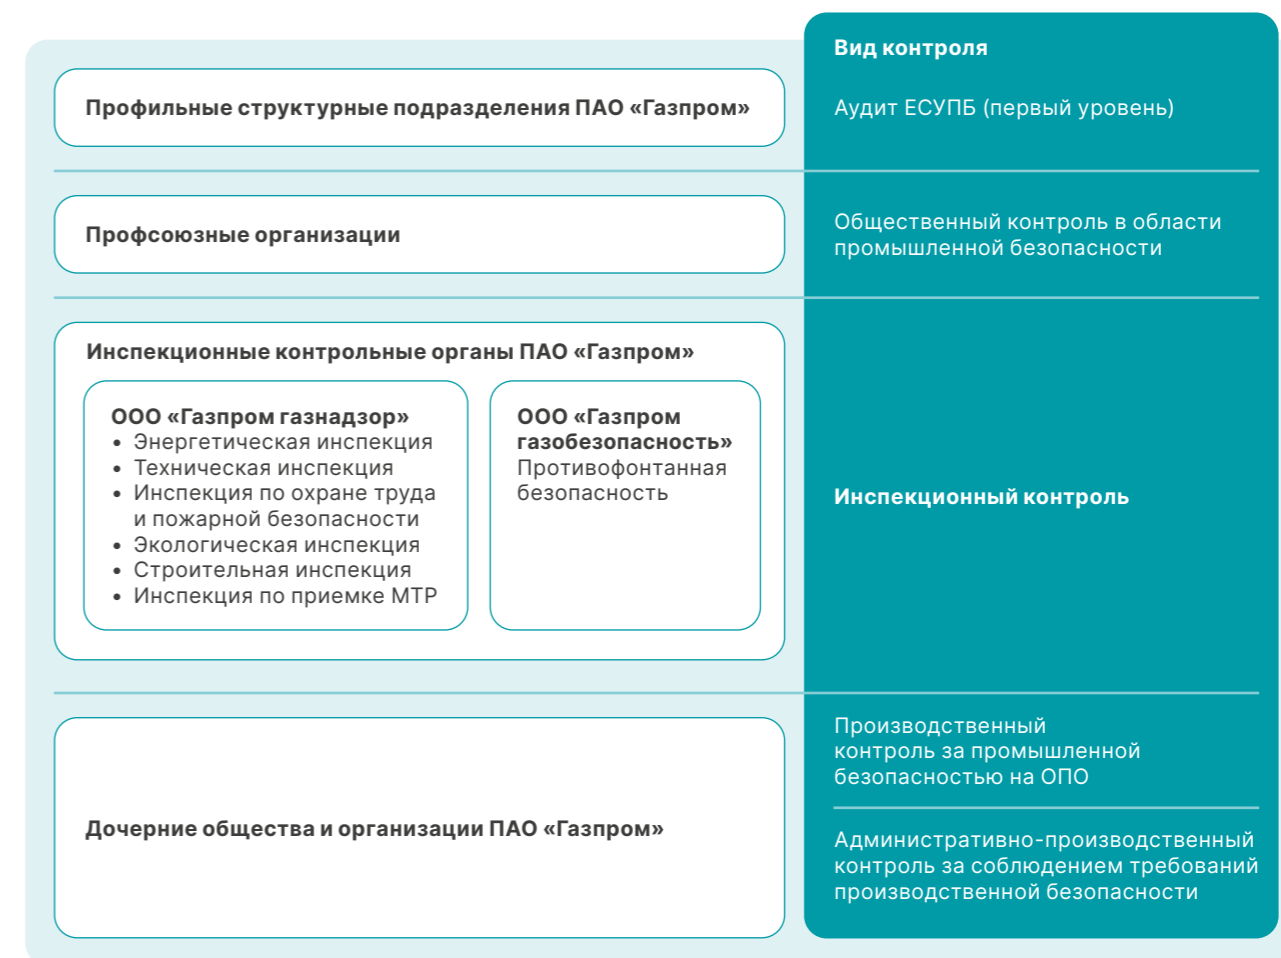 Вид контроля
Профильные структурные подразделения ПАО «Газпром»
Аудит ЕСУПБ (первый уровень)
Профсоюзные организации
Общественный контроль в области
промышленной безопасности
Инспекционные контрольные органы ПАО «Газпром»
ООО «Газпром газнадзор»
• Энергетическая инспекция
• Техническая инспекция
• Инспекция по охране труда
и пожарной безопасности
• Экологическая инспекция
• Строительная инспекция
• Инспекция по приемке МТР
ООО «Газпром
газобезопасность»
Противофонтанная
безопасность
Инспекционный контроль
Дочерние общества и организации ПАО «Газпром»
Производственный
контроль за промышленной
безопасностью на ОПО
Административно-производственный
контроль за соблюдением требований
производственной безопасности